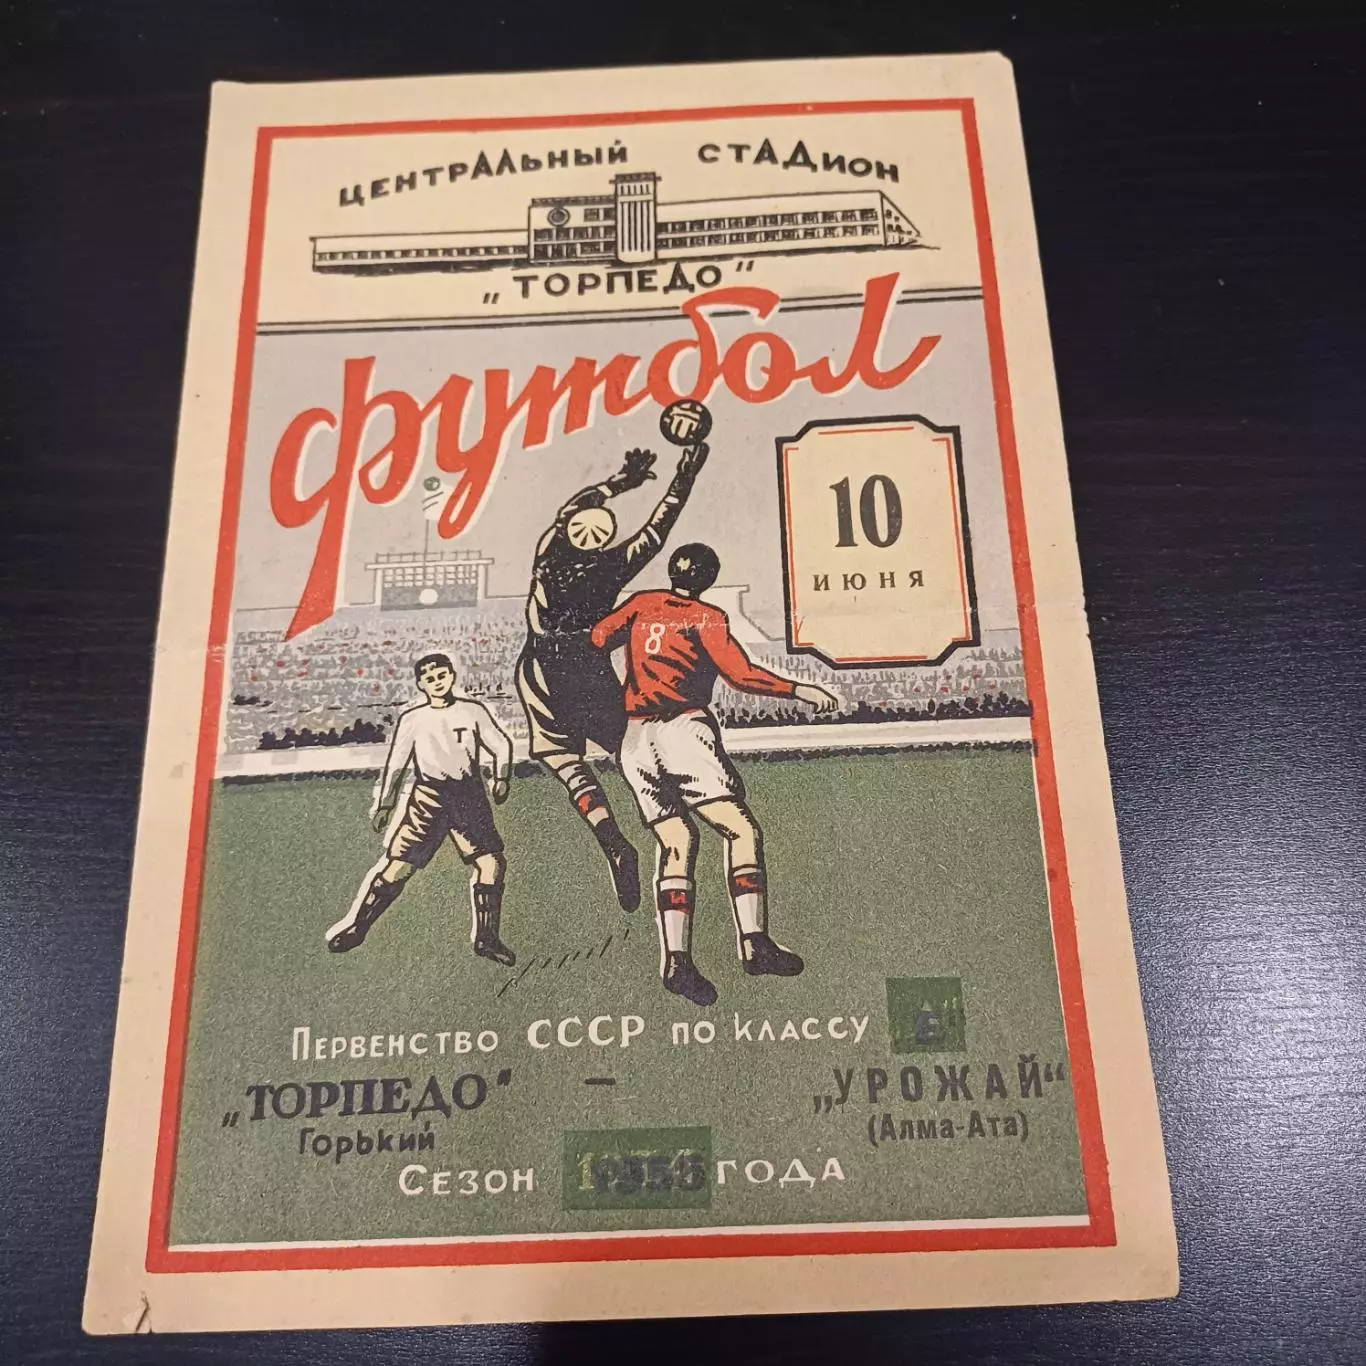 ЦЕНТРАЛЬНЫЙ СТАДИОН
„ТОРПЕДО"
футбол
10
ИЮНЯ
8
Т
Первенство СССР по классу
„ТОРПЕДО" — „УРОЖАЙ"
Горький (Алма-Ата)
Сезон года